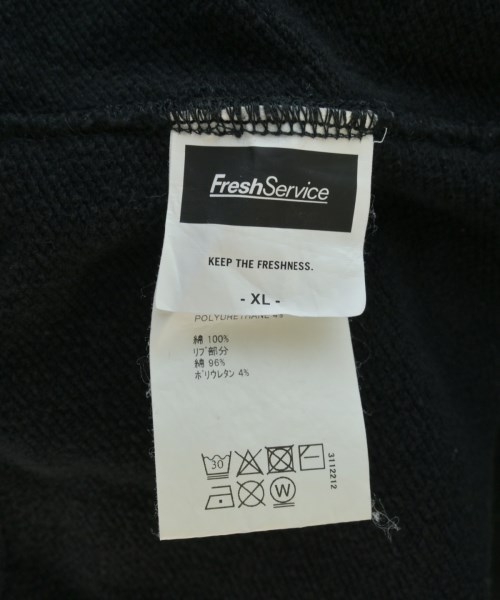 FreshService
KEEP THE FRESHNESS.
- XL -
POLYURETHANE 4%
綿 100%
リブ部分
綿 96%
ポリウレタン 4%
30
W
3112212